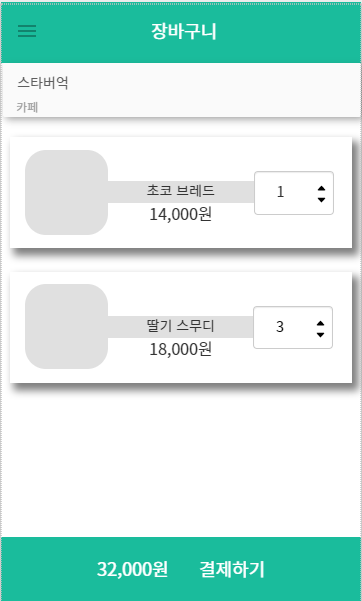 장바구니
스타버억
카페
초코 브레드
14,000원
1
딸기 스무디
18,000원
3
32,000원 결제하기